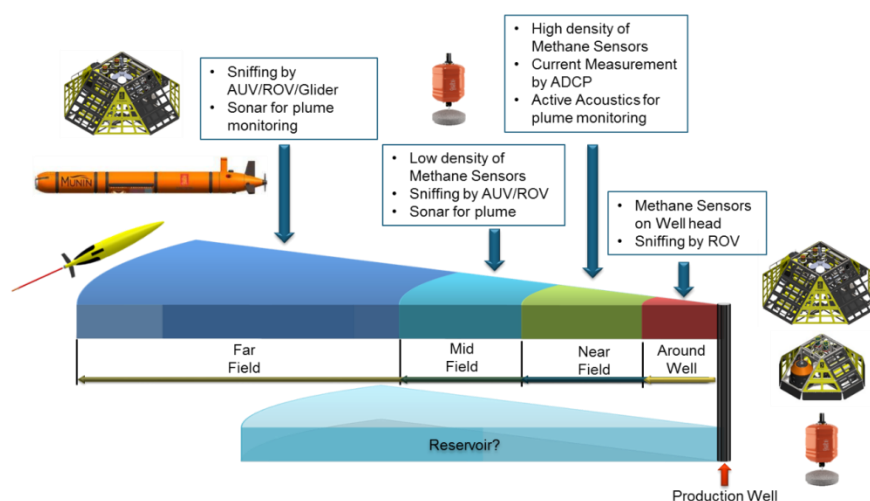 • Sniffing by
AUV/ROV/Glider
• Sonar for plume
monitoring
• High density of
Methane Sensors
• Current Measurement
by ADCP
• Active Acoustics for
plume monitoring
• Low density of
Methane Sensors
• Sniffing by AUV/ROV
• Sonar for plume
• Methane Sensors
on Well head
• Sniffing by ROV
MUNIN
Far
Field
Mid
Field
Near
Field
Around
Well
Reservoir?
Production Well